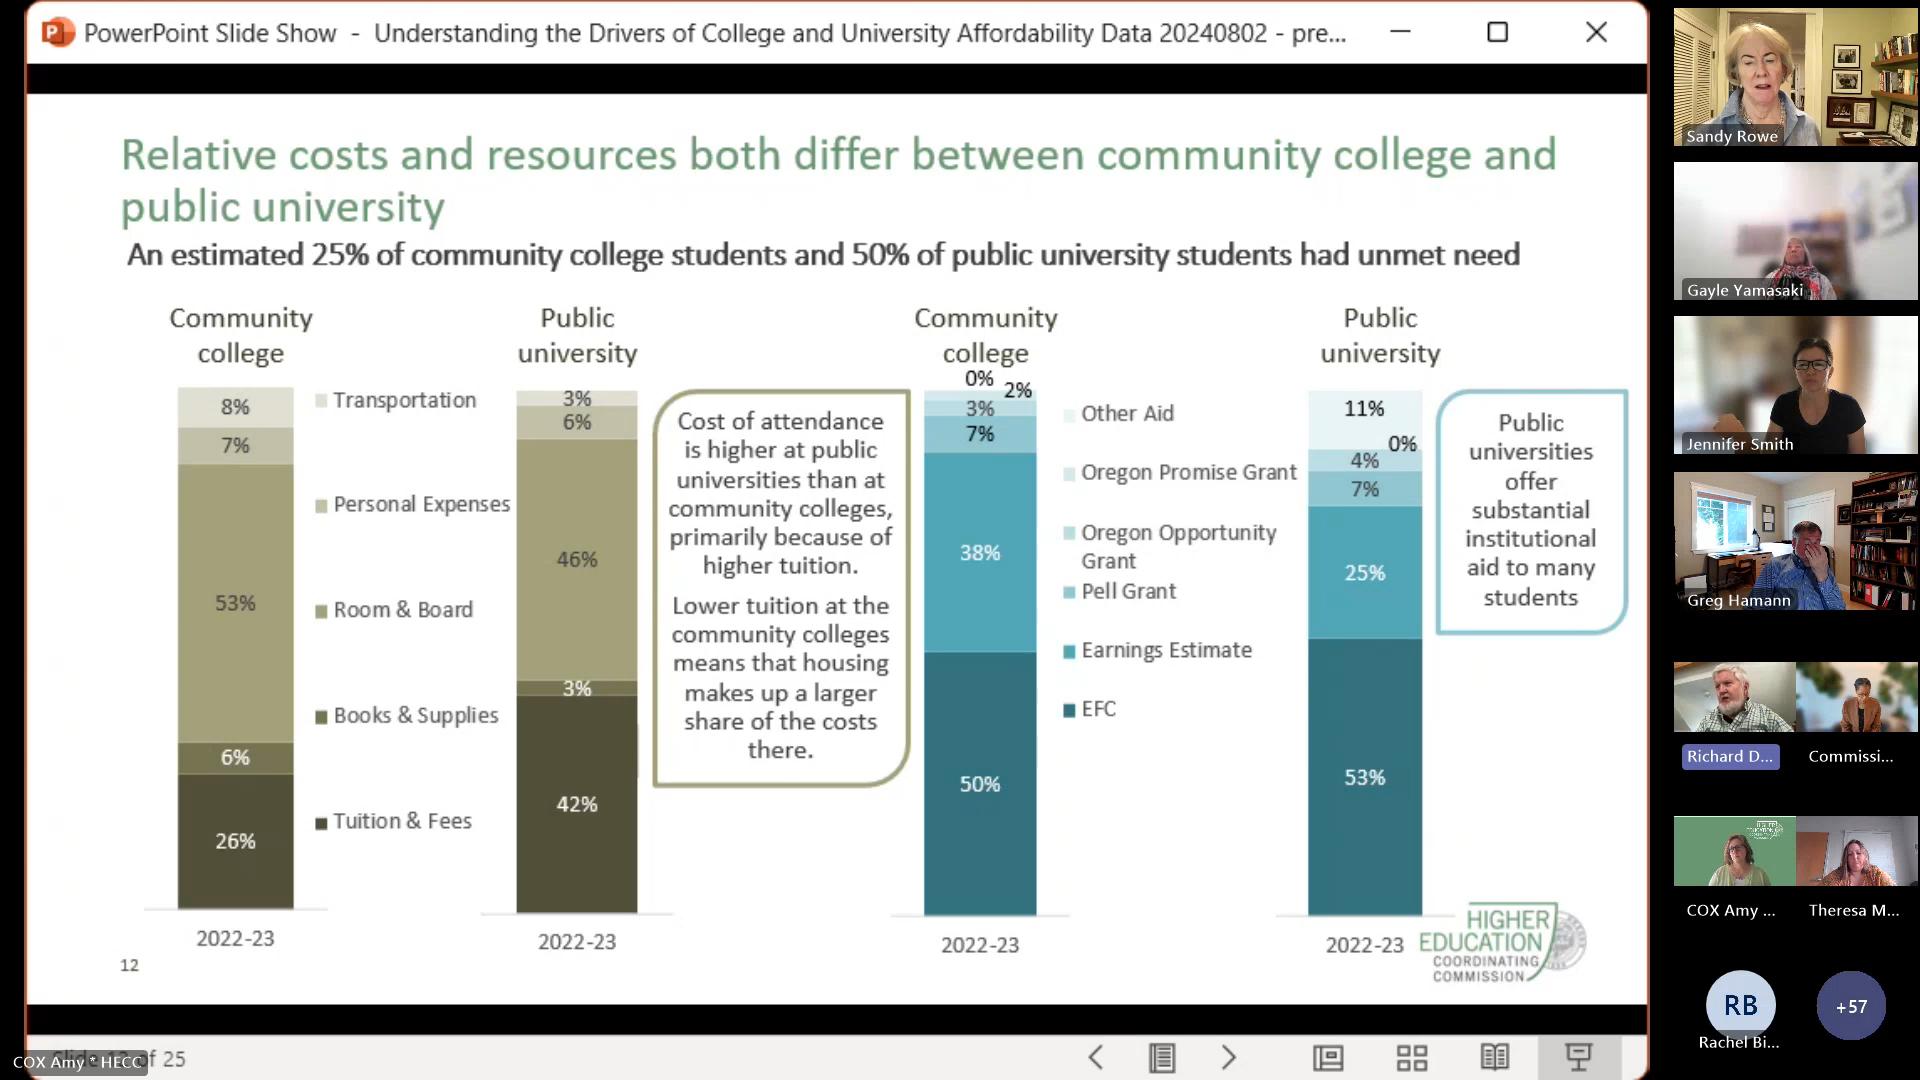 PowerPoint Slide Show - Understanding the Drivers of College and University Affordability Data 20240802 - pre...
Relative costs and resources both differ between community college and
public university
An estimated 25% of community college students and 50% of public university students had unmet need
Community
college
8%
7%
53%
6%
26%
2022-23
Transportation
Personal Expenses
Room & Board
Books & Supplies
Tuition & Fees
Public
university
3%
6%
46%
3%
42%
2022-23
Cost of attendance
is higher at public
universities than at
community colleges,
primarily because of
higher tuition.
Lower tuition at the
community colleges
means that housing
makes up a larger
share of the costs
there.
Community
college
0%
2%
3%
7%
38%
50%
2022-23
Other Aid
Oregon Promise Grant
Oregon Opportunity
Grant
Pell Grant
Earnings Estimate
EFC
Public
university
11%
0%
4%
7%
25%
53%
2022-23
Public
universities
offer
substantial
institutional
aid to many
students
HIGHER
EDUCATION
COORDINATING
COMMISSION
12
of 25
COX Amy * HECC
Sandy Rowe
Gayle Yamasaki
Jennifer Smith
Greg Hamann
Richard D...
Commissi...
COX Amy ...
Theresa M...
RB
+57
Rachel Bi...